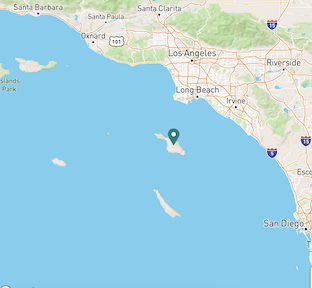 Santa Barbara
Santa Clarita
15
Santa Paula
Oxnard
101
Los Angeles
Riverside
slands
Park
Long Beach
Irvine
5
15
Esco
San Diego
T